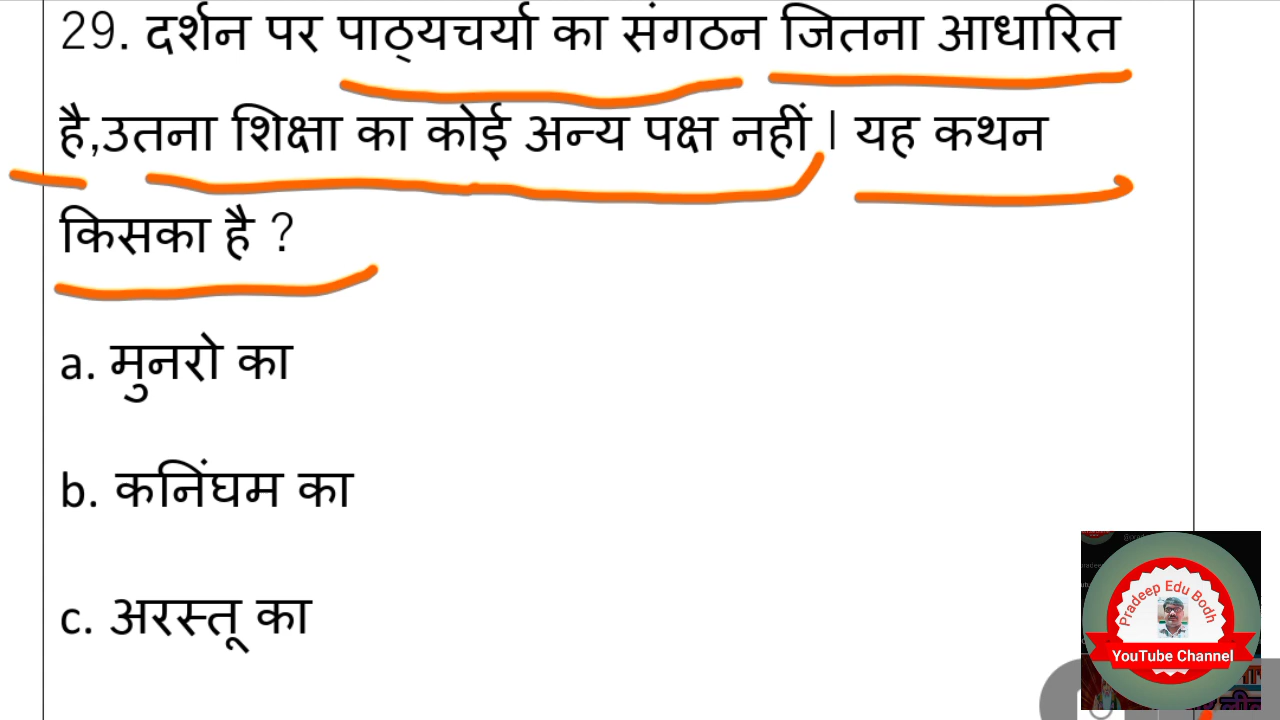 29. दर्शन पर पाठ्यचर्या का संगठन जितना आधारित
है,उतना शिक्षा का कोई अन्य पक्ष नहीं | यह कथन
किसका है ?
a. मुनरो का
b. कनिंघम का
c. अरस्तू का
Pradeep Edu Bodh
YouTube Channel